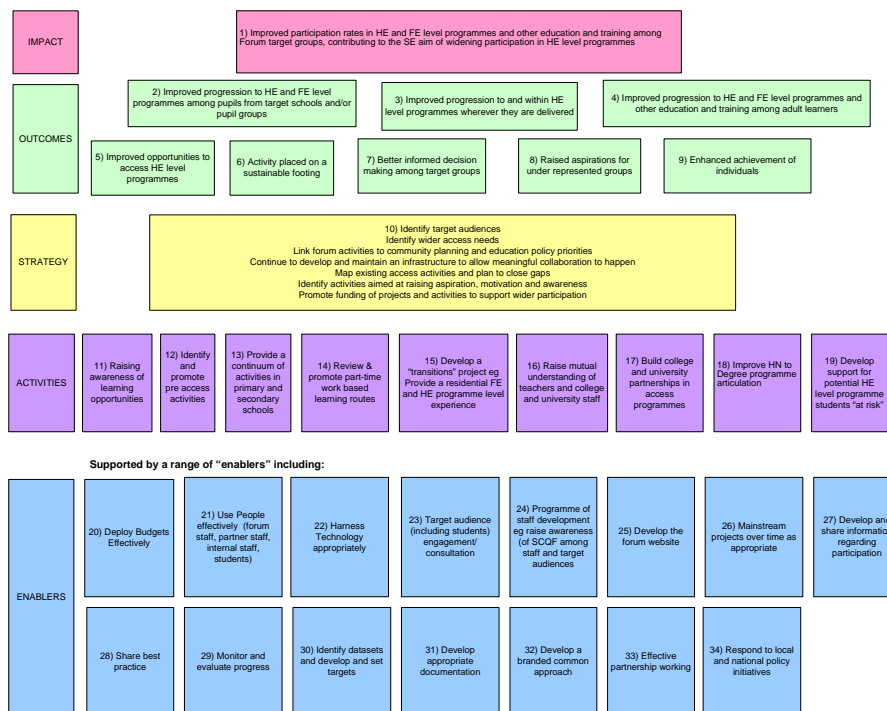 IMPACT
1) Improved participation rates in HE and FE level programmes and other education and training among
Forum target groups, contributing to the SE aim of widening participation in HE level programmes
OUTCOMES
2) Improved progression to HE and FE level
programmes among pupils from target schools and/or
pupil groups
3) Improved progression to and within HE
level programmes wherever they are delivered
4) Improved progression to HE and FE level programmes and
other education and training among adult learners
5) Improved opportunities to
access HE level
programmes
6) Activity placed on a
sustainable footing
7) Better informed decision
making among target groups
8) Raised aspirations for
under represented groups
9) Enhanced achievement of
individuals
STRATEGY
10) Identify target audiences
Identify wider access needs
Link forum activities to community planning and education policy priorities
Continue to develop and maintain an infrastructure to allow meaningful collaboration to happen
Map existing access activities and plan to close gaps
Identify activities aimed at raising aspiration, motivation and awareness
Promote funding of projects and activities to support wider participation
ACTIVITIES
11) Raising
awareness of
learning
opportunities
12) Identify
and
promote
pre access
activities
13) Provide a
continuum of
activities in
primary and
secondary
schools
14) Review &
promote part-time
work based
learning routes
15) Develop a
“transitions” project eg
Provide a residential FE
and HE programme level
experience
16) Raise mutual
understanding of
teachers and college
and university staff
17) Build college
and university
partnerships in
access
programmes
18) Improve HN to
Degree programme
articulation
19) Develop
support for
potential HE
level programme
students “at risk”
Supported by a range of “enablers” including:
ENABLERS
20) Deploy Budgets
Effectively
21) Use People
effectively (forum
staff, partner staff,
internal staff,
students)
22) Harness
Technology
appropriately
23) Target audience
(including students)
engagement/
consultation
24) Programme of
staff development
eg raise awareness
(of SCQF among
staff and target
audiences
25) Develop the
forum website
26) Mainstream
projects over time as
appropriate
27) Develop and
share information
regarding
participation
28) Share best
practice
29) Monitor and
evaluate progress
30) Identify datasets
and develop and set
targets
31) Develop
appropriate
documentation
32) Develop a
branded common
approach
33) Effective
partnership working
34) Respond to local
and national policy
initiatives